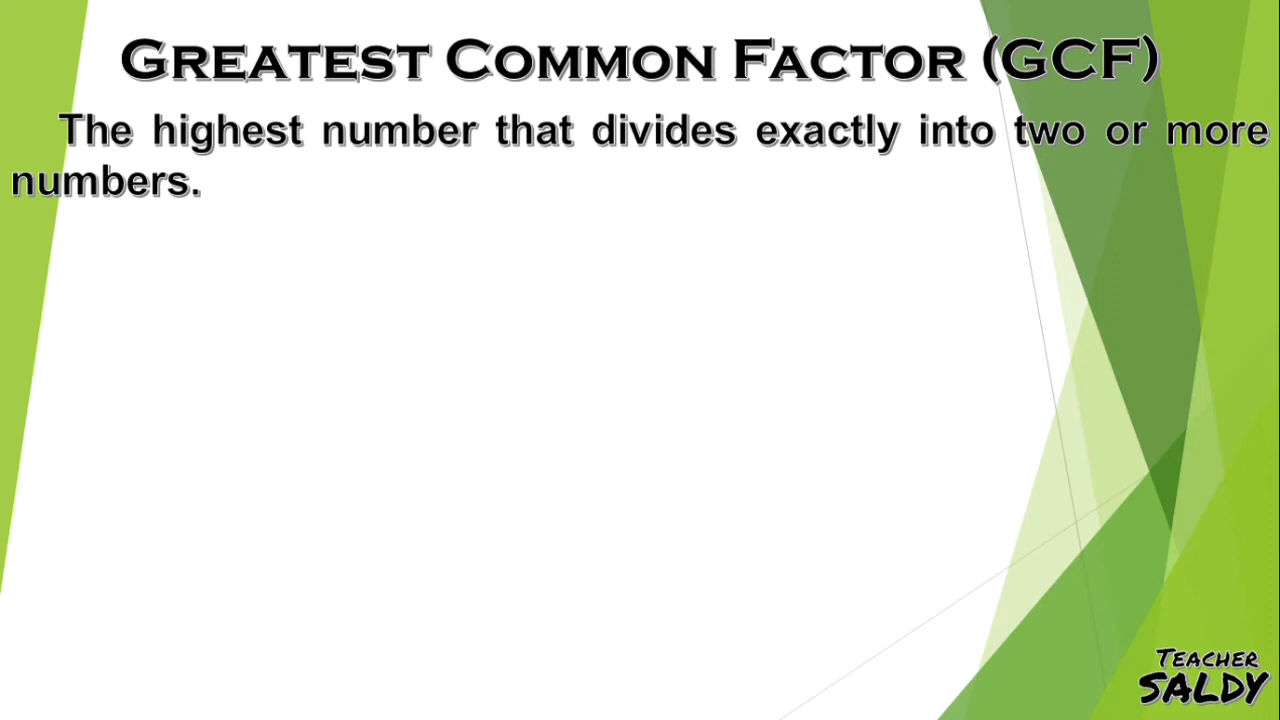 GREATEST COMMON FACTOR (GCF)
The highest number that divides exactly into two or more
numbers.
TEACHER
SALDY